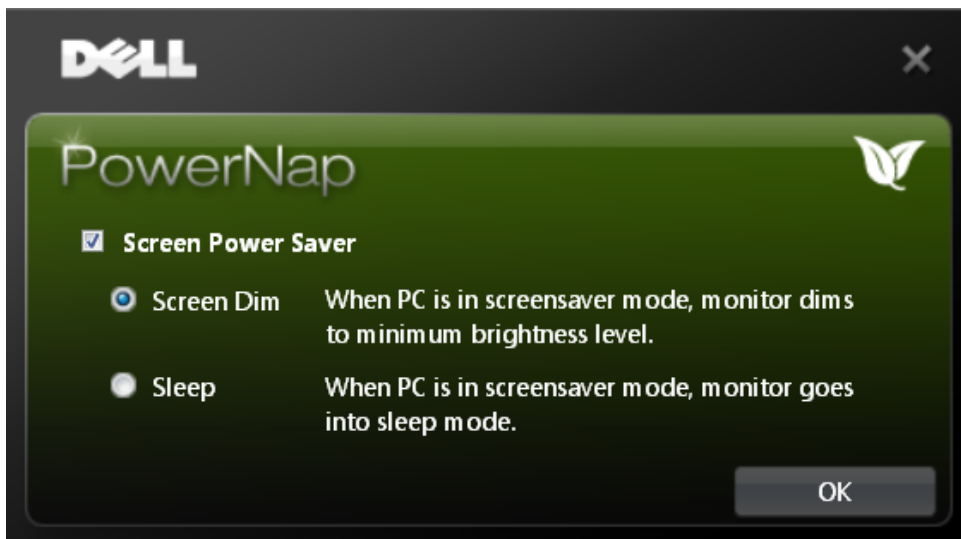 DELL
PowerNap
Screen Power Saver
Screen Dim
When PC is in screensaver mode, monitor dims
to minimum brightness level.
Sleep
When PC is in screensaver mode, monitor goes
into sleep mode.
OK